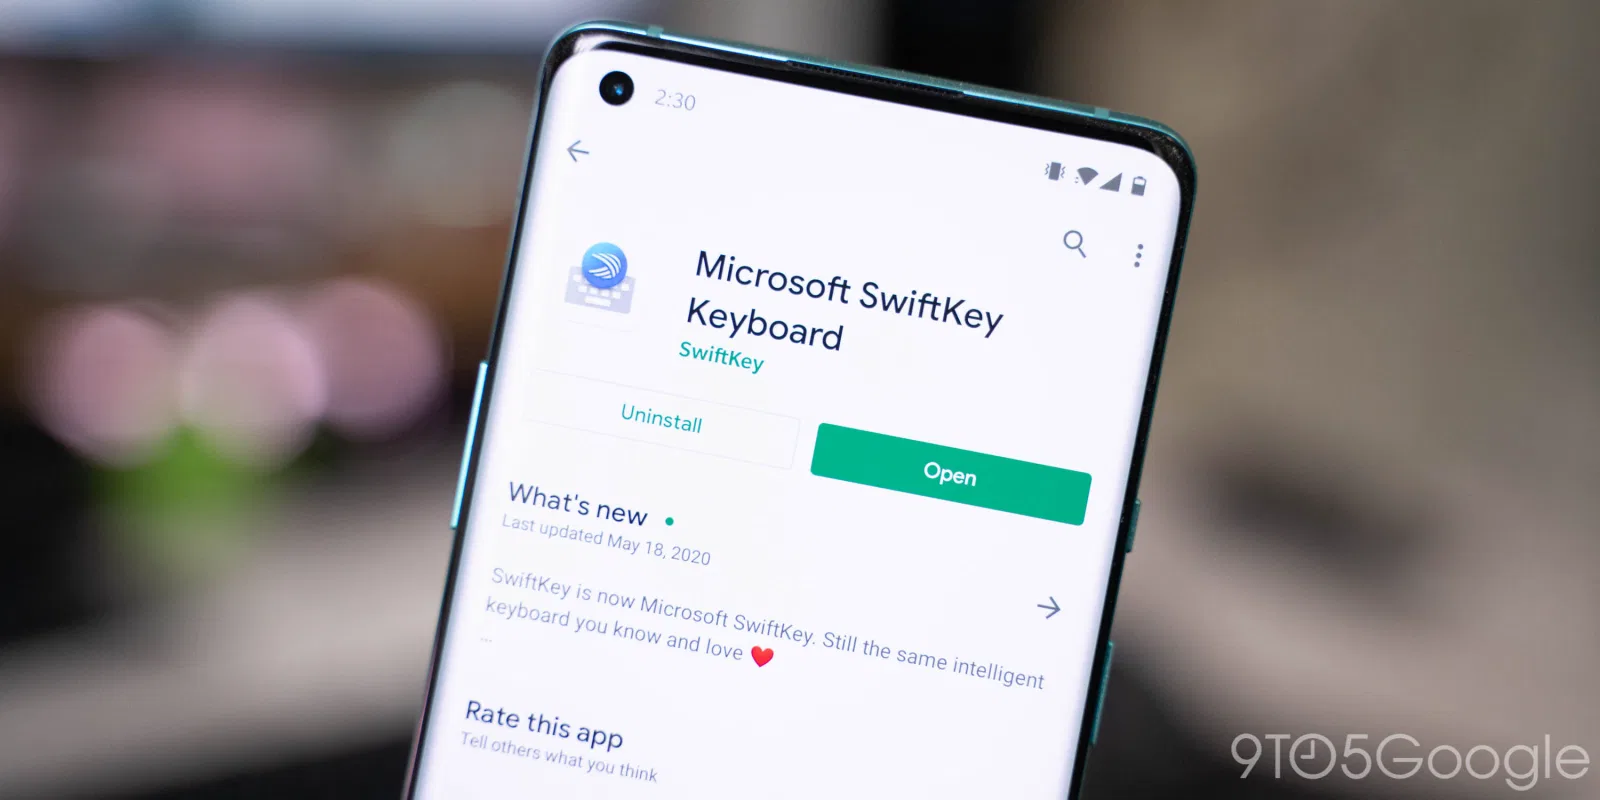 2:30
Microsoft SwiftKey
Keyboard
SwiftKey
Uninstall
Open
What's new
Last updated May 18, 2020
SwiftKey is now Microsoft SwiftKey. Still the same intelligent
keyboard you know and love ❤️
...
Rate this app
Tell others what you think
9TO5Google